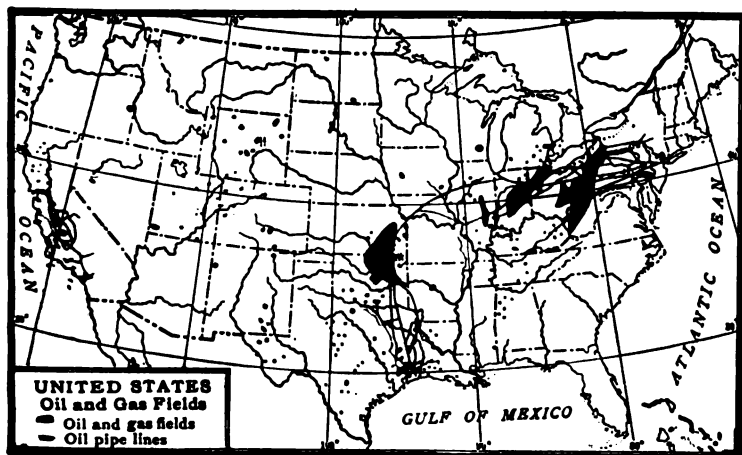 PACIFIC
OCEAN
ATLANTIC OCEAN
GULF OF MEXICO
UNITED STATES
Oil and Gas Fields
Oil and gas fields
Oil pipe lines